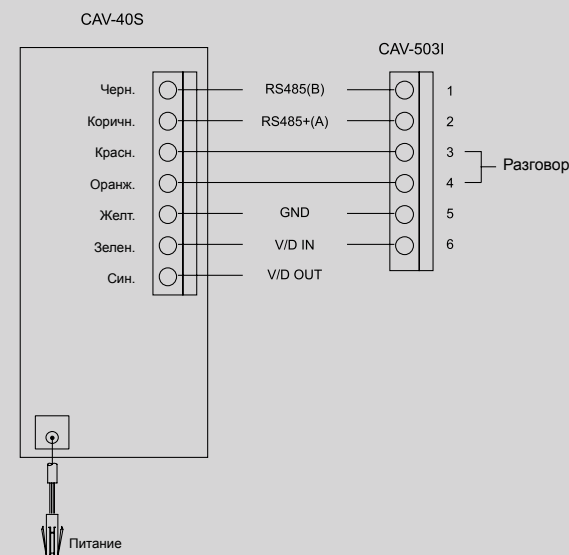 CAV-40S
CAV-503I
Черн. RS485(B) 1
Коричн. RS485+(A) 2
Красн. 3
Разговор
Оранж. 4
Желт. GND 5
Зелен. V/D IN 6
Син. V/D OUT
Питание